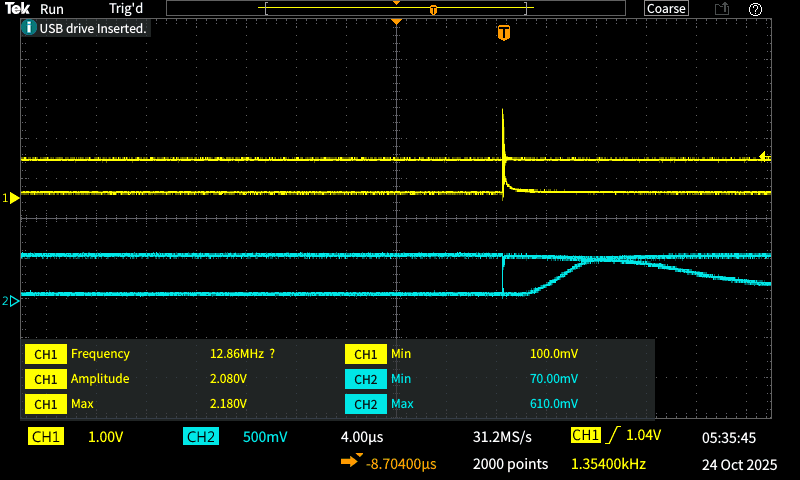 Tek Run Trig'd T Coarse ?
i USB drive Inserted.
T
1
2
CH1 Frequency 12.86MHz ? CH1 Min 100.0mV
CH1 Amplitude 2.080V CH2 Min 70.00mV
CH1 Max 2.180V CH2 Max 610.0mV
CH1 1.00V CH2 500mV 4.00µs 31.2MS/s CH1 1.04V 05:35:45
-8.70400µs 2000 points 1.35400kHz 24 Oct 2025